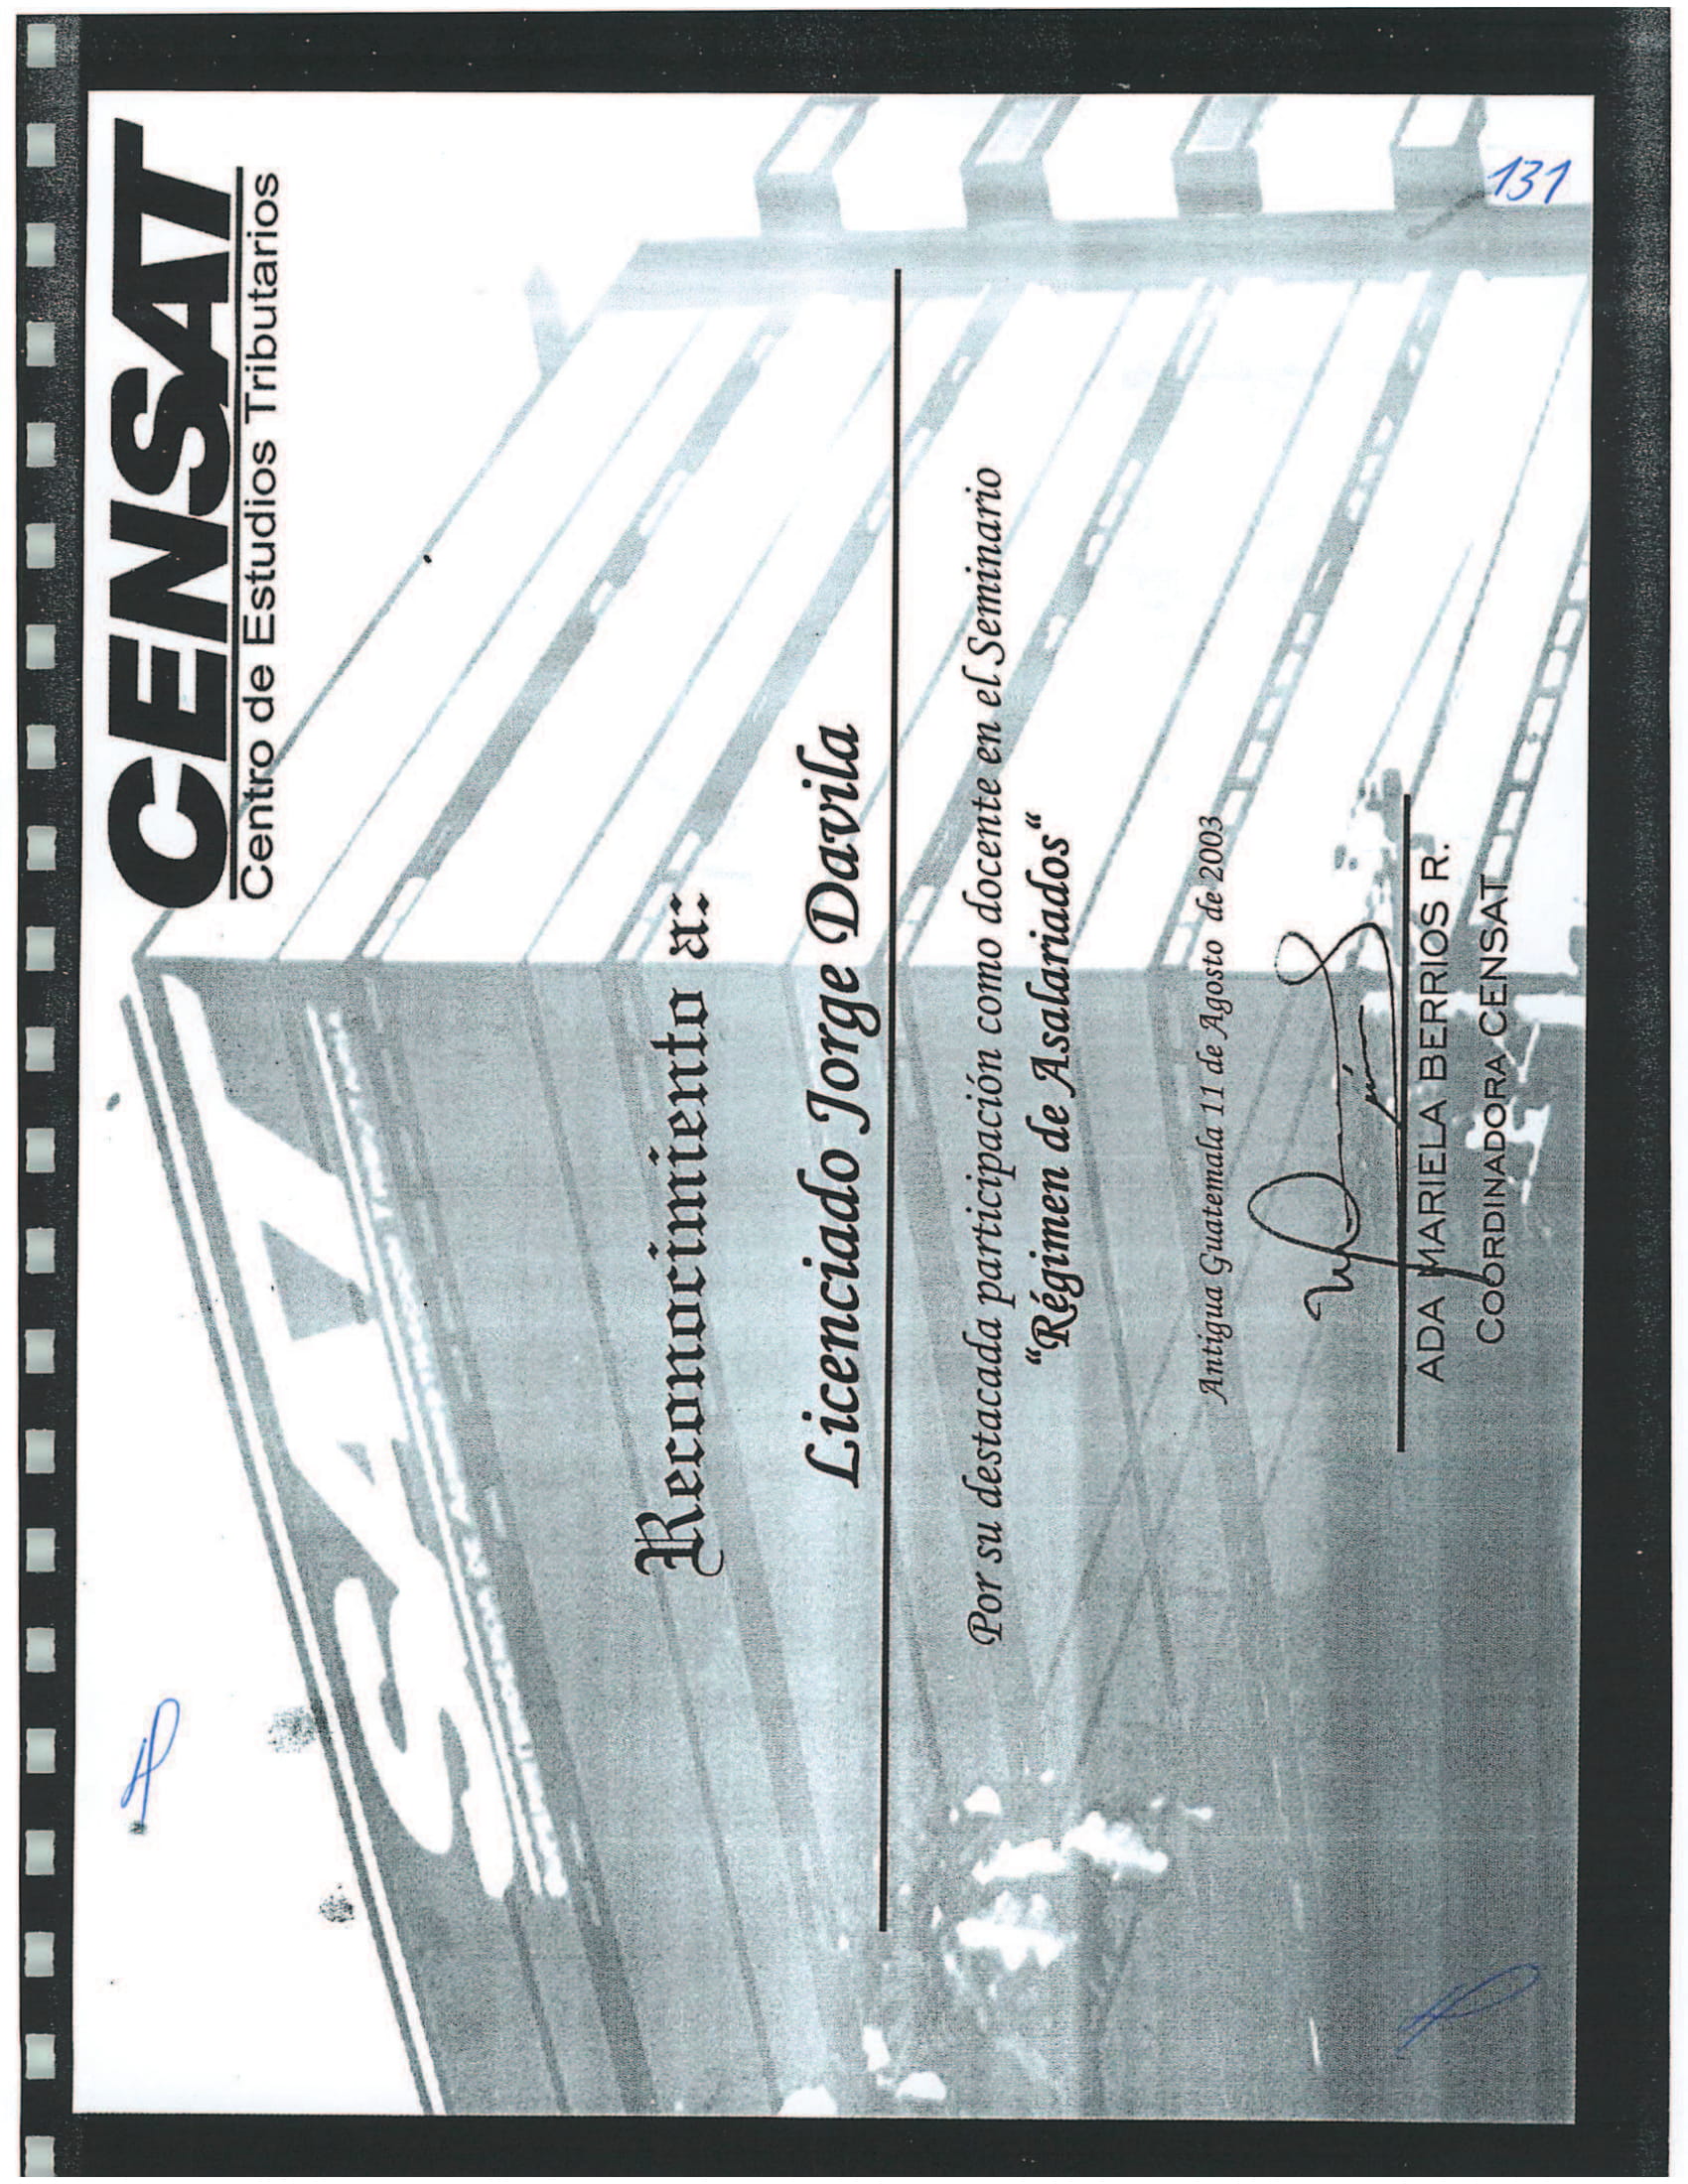 CENSAT
Centro de Estudios Tributarios
SAT
Reconocimiento a:
Licenciado Jorge Davila
Por su destacada participación como docente en el Seminario
“Régimen de Asalariados“
Antigua Guatemala 11 de Agosto de 2003
ADA MARIELA BERRIOS R.
COORDINADORA CENSAT
131